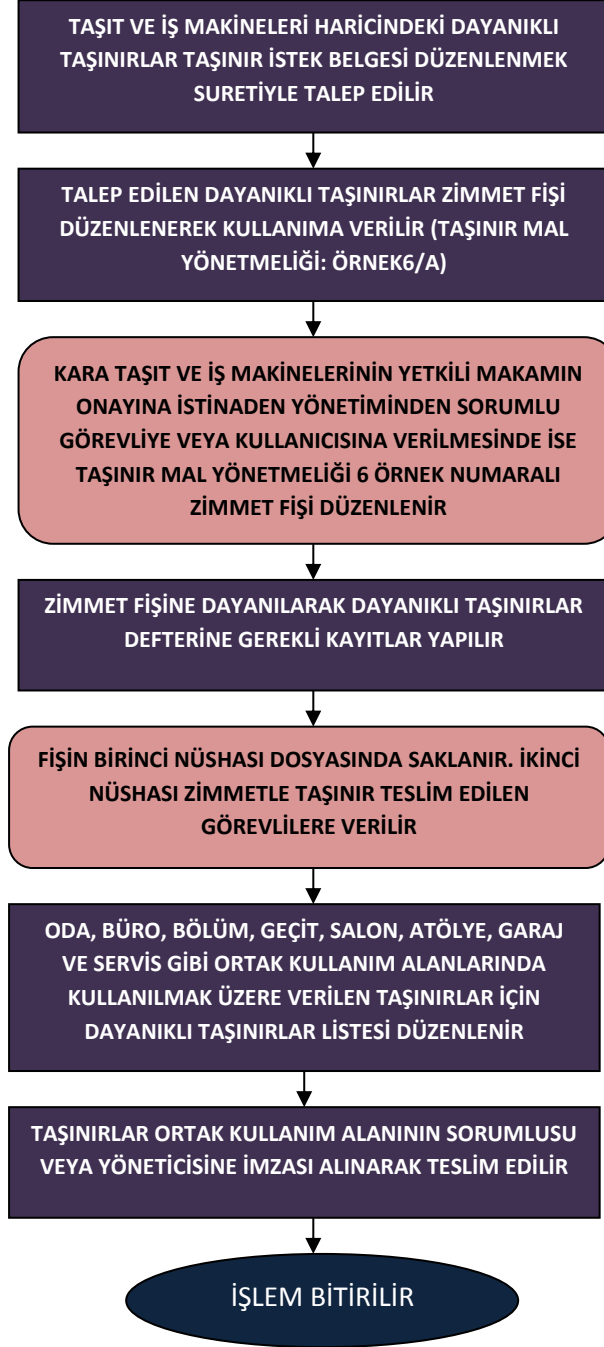 TAŞIT VE İŞ MAKİNELERİ HARİCİNDEKİ DAYANIKLI
TAŞINIRLAR TAŞINIR İSTEK BELGESİ DÜZENLENMEK
SURETİYLE TALEP EDİLİR
TALEP EDİLEN DAYANIKLI TAŞINIRLAR ZİMMET FİŞİ
DÜZENLENEREK KULLANIMA VERİLİR (TAŞINIR MAL
YÖNETMELİĞİ: ÖRNEK6/A)
KARA TAŞIT VE İŞ MAKİNELERİNİN YETKİLİ MAKAMIN
ONAYINA İSTİNADEN YÖNETİMİNDEN SORUMLU
GÖREVLİYE VEYA KULLANICISINA VERİLMESİNDE İSE
TAŞINIR MAL YÖNETMELİĞİ 6 ÖRNEK NUMARALI
ZİMMET FİŞİ DÜZENLENİR
ZİMMET FİŞİNE DAYANILARAK DAYANIKLI TAŞINIRLAR
DEFTERİNE GEREKLİ KAYITLAR YAPILIR
FİŞİN BİRİNCİ NÜSHASI DOSYASINDA SAKLANIR. İKİNCİ
NÜSHASI ZİMMETLE TAŞINIR TESLİM EDİLEN
GÖREVLİLERE VERİLİR
ODA, BÜRO, BÖLÜM, GEÇİT, SALON, ATÖLYE, GARAJ
VE SERVİS GİBİ ORTAK KULLANIM ALANLARINDA
KULLANILMAK ÜZERE VERİLEN TAŞINIRLAR İÇİN
DAYANIKLI TAŞINIRLAR LİSTESİ DÜZENLENİR
TAŞINIRLAR ORTAK KULLANIM ALANININ SORUMLUSU
VEYA YÖNETİCİSİNE İMZASI ALINARAK TESLİM EDİLİR
İŞLEM BİTİRİLİR